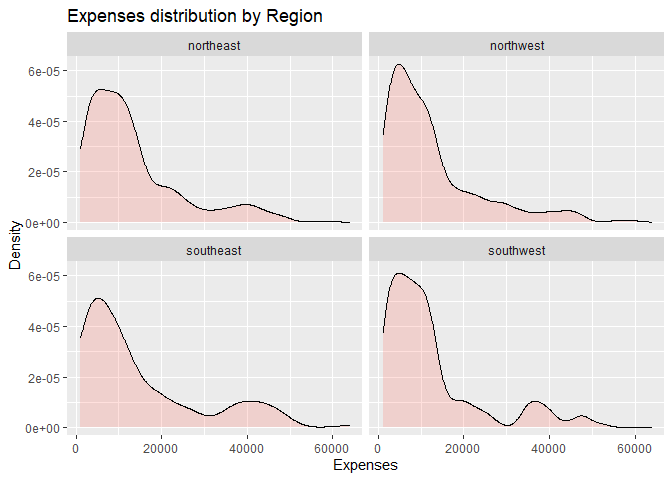 Expenses distribution by Region
northeast
northwest
6e-05
4e-05
2e-05
0e+00
Density
southeast
southwest
6e-05
4e-05
2e-05
0e+00
0 20000 40000 60000 0 20000 40000 60000
Expenses